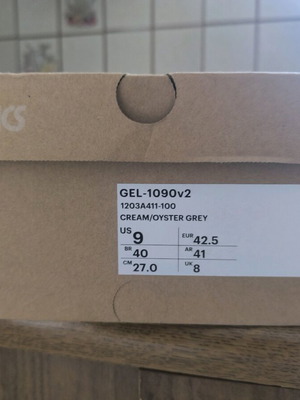 CS
GEL-1090v2
1203A411-100
CREAM/OYSTER GREY
US 9 EUR 42.5
BR 40 AR 41
CM 27.0 UK 8